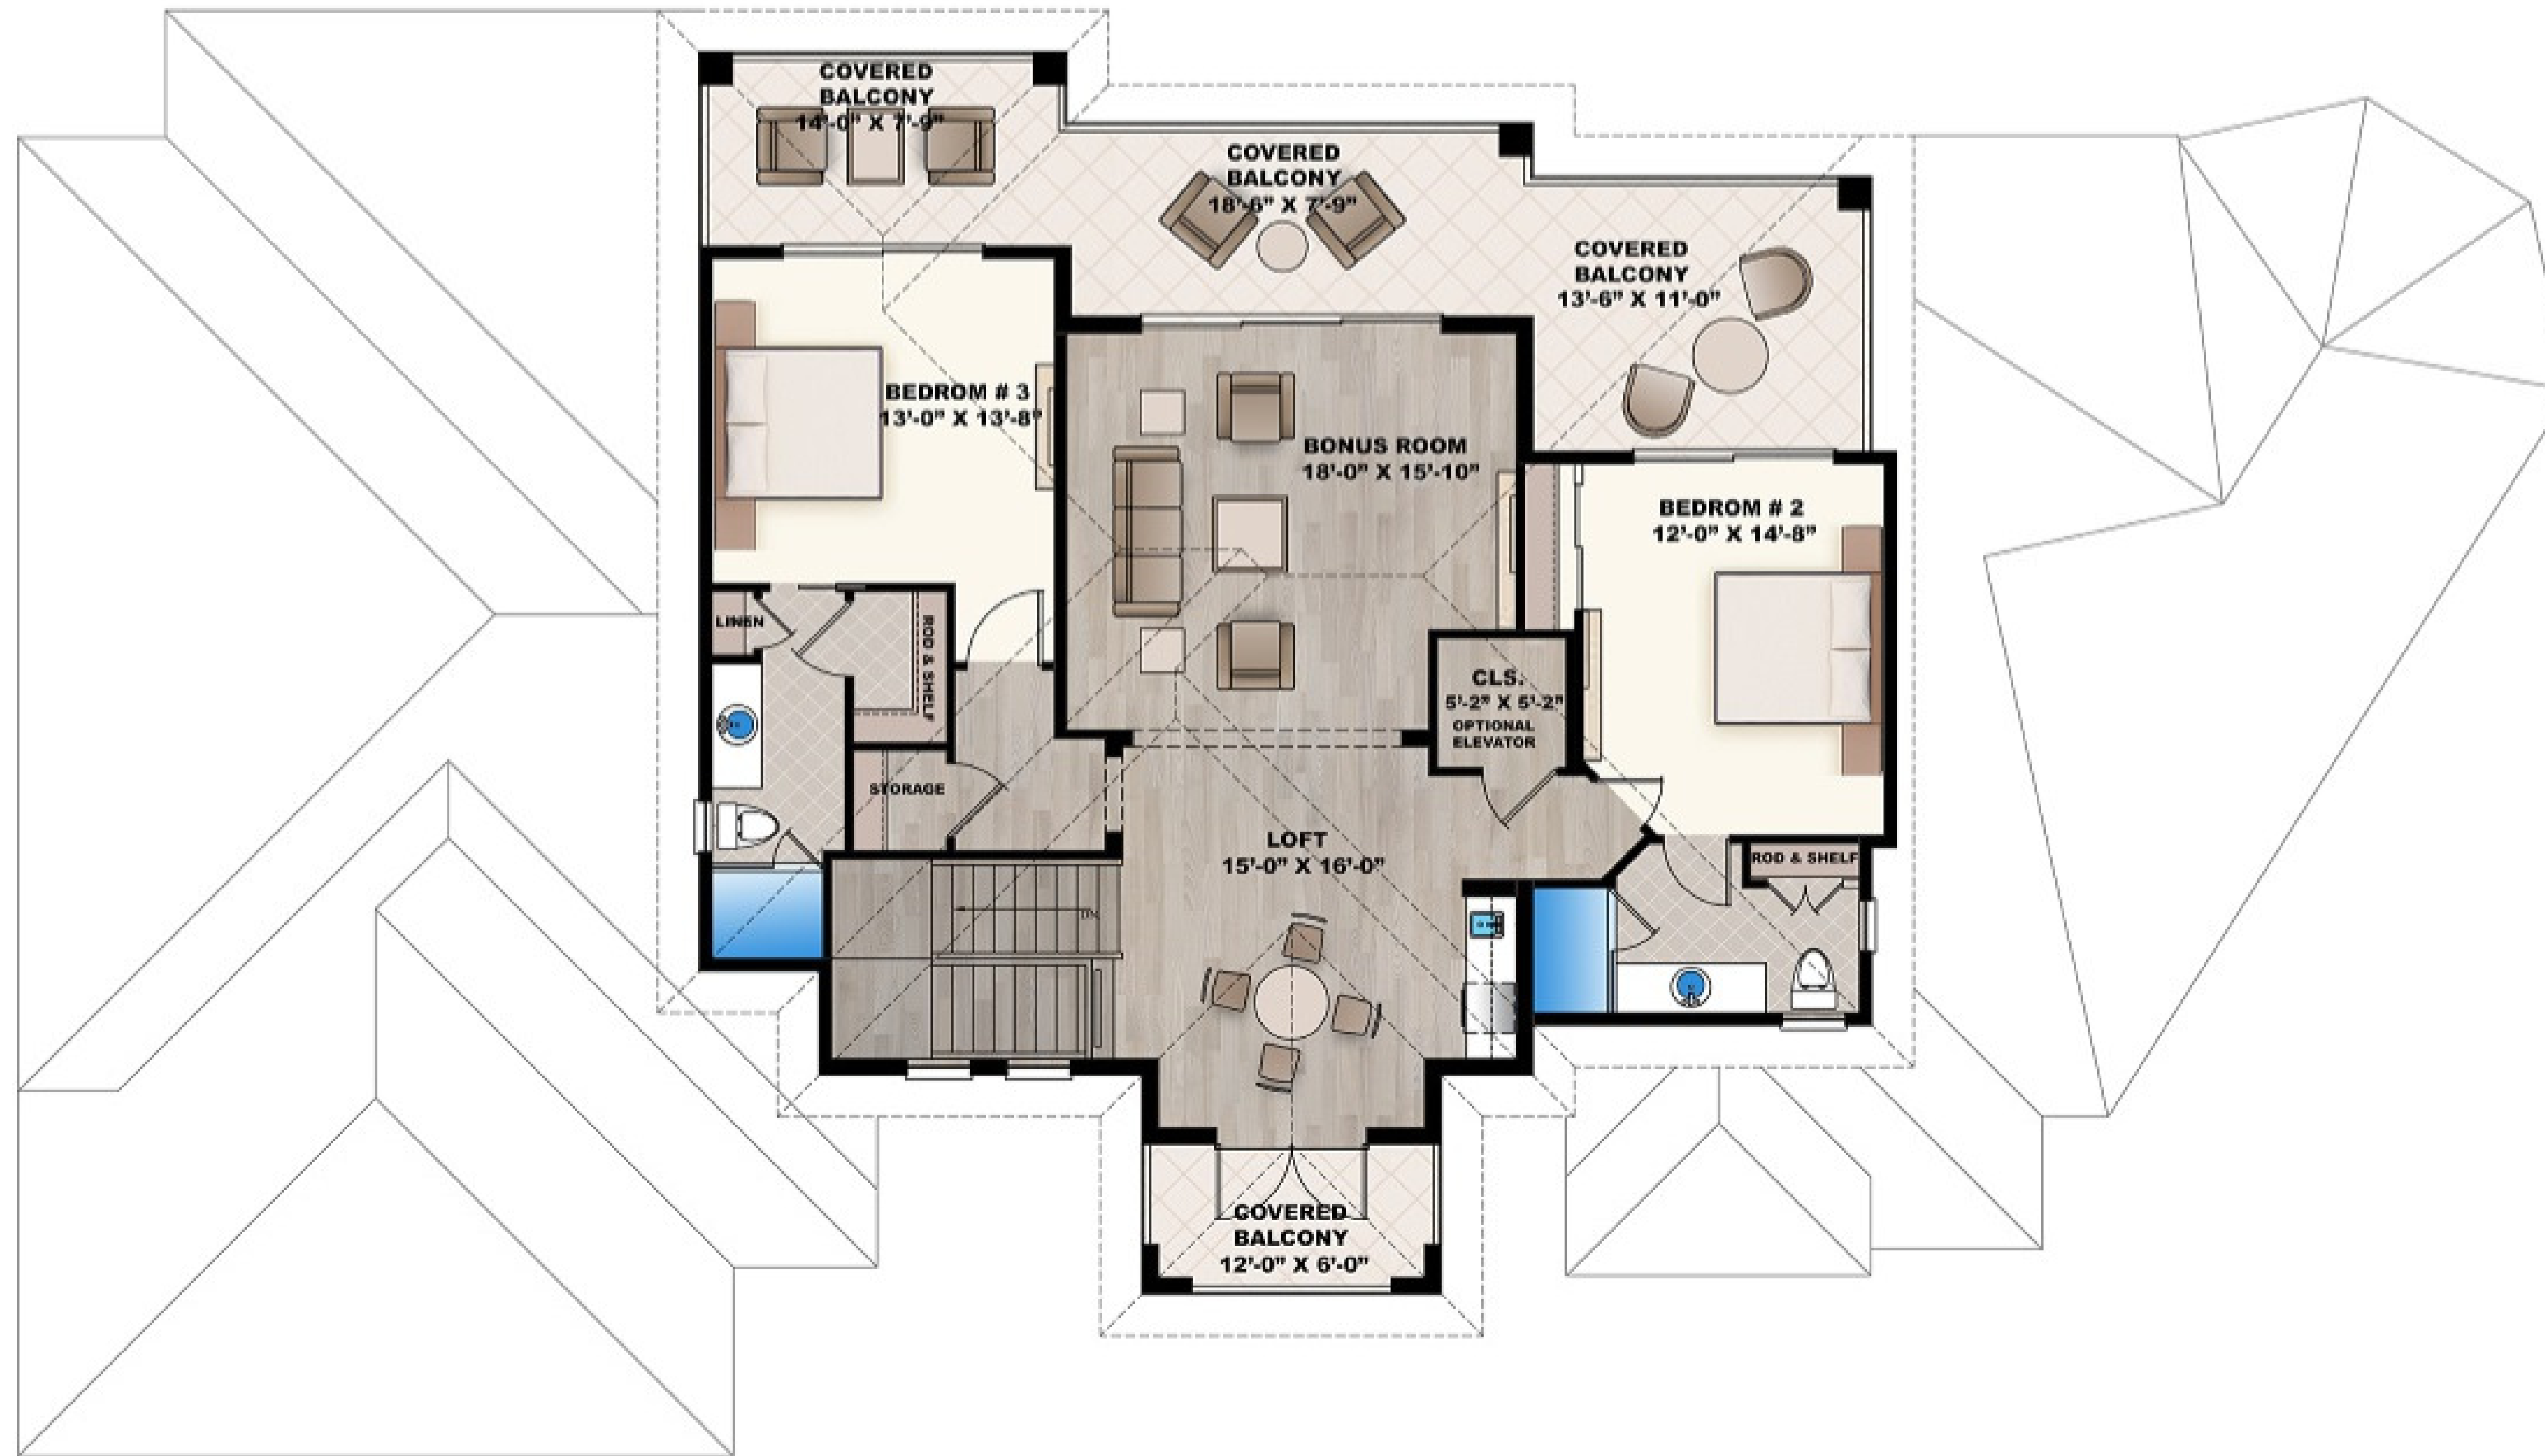 COVERED
BALCONY
14'-0" X 7'-9"
COVERED
BALCONY
18'-6" X 7'-9"
COVERED
BALCONY
13'-6" X 11'-0"
BEDROM # 3
13'-0" X 13'-8"
BONUS ROOM
18'-0" X 15'-10"
BEDROM # 2
12'-0" X 14'-8"
LINEN
ROD & SHELF
CLS.
5'-2" X 5'-2"
OPTIONAL
ELEVATOR
STORAGE
LOFT
15'-0" X 16'-0"
ROD & SHELF
DN
COVERED
BALCONY
12'-0" X 6'-0"